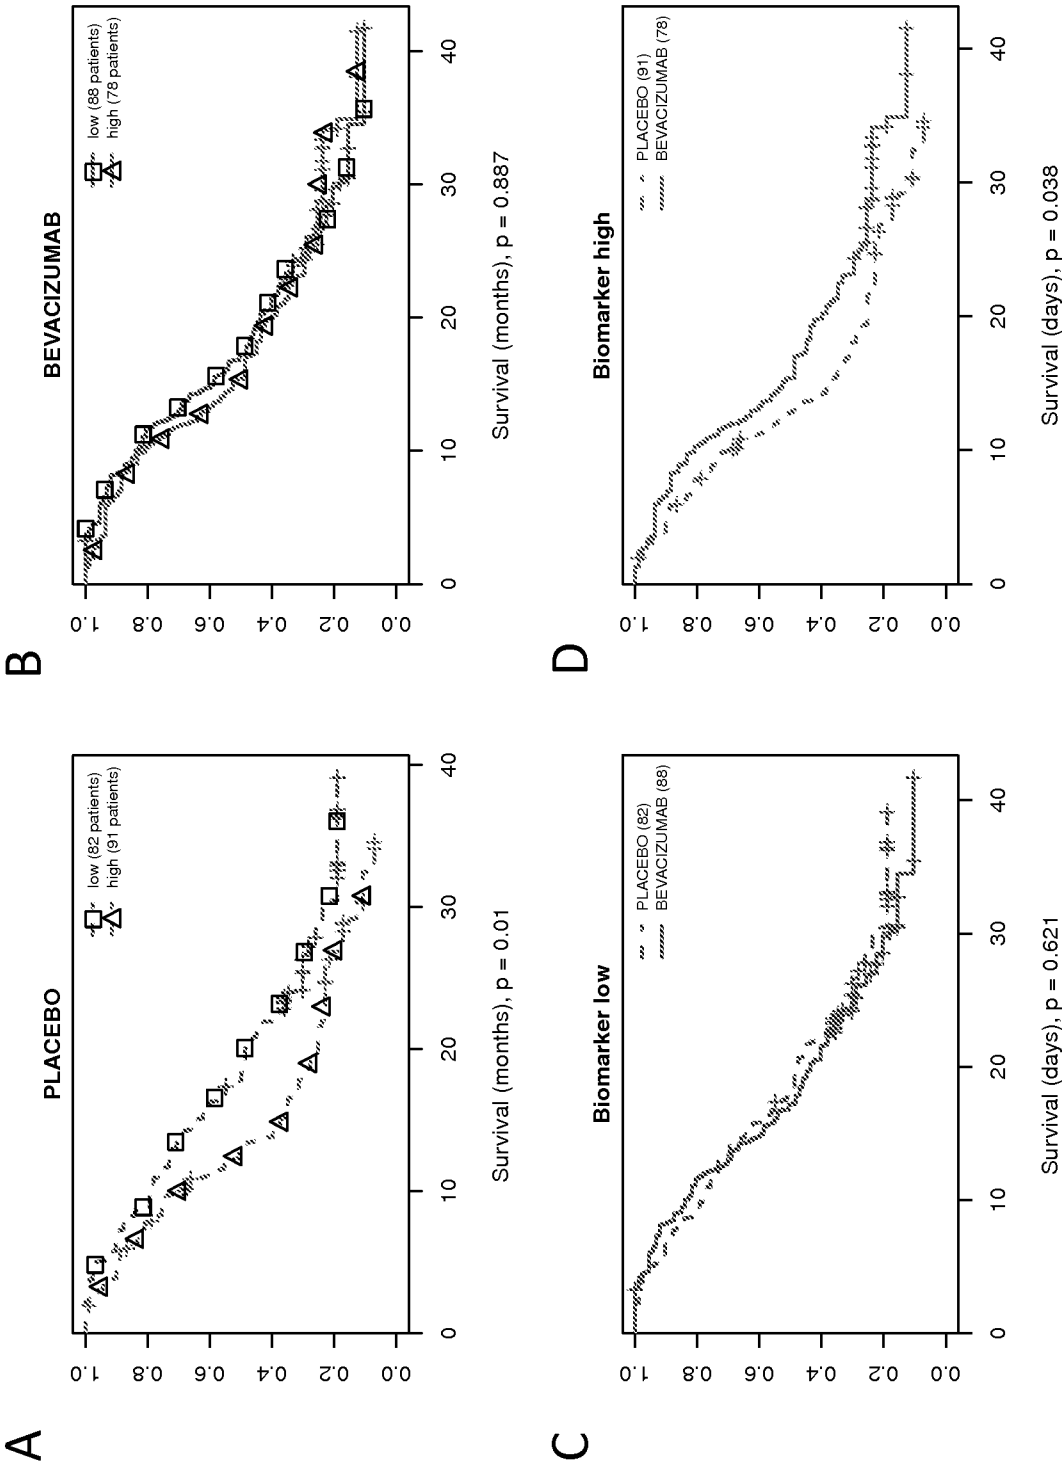 A
PLACEBO
low (82 patients)
high (91 patients)
1.0
0.8
0.6
0.4
0.2
0.0
0 10 20 30 40
Survival (months), p = 0.01
B
BEVACIZUMAB
low (88 patients)
high (78 patients)
1.0
0.8
0.6
0.4
0.2
0.0
0 10 20 30 40
Survival (months), p = 0.887
C
Biomarker low
PLACEBO (82)
BEVACIZUMAB (88)
1.0
0.8
0.6
0.4
0.2
0.0
0 10 20 30 40
Survival (days), p = 0.621
D
Biomarker high
PLACEBO (91)
BEVACIZUMAB (78)
1.0
0.8
0.6
0.4
0.2
0.0
0 10 20 30 40
Survival (days), p = 0.038